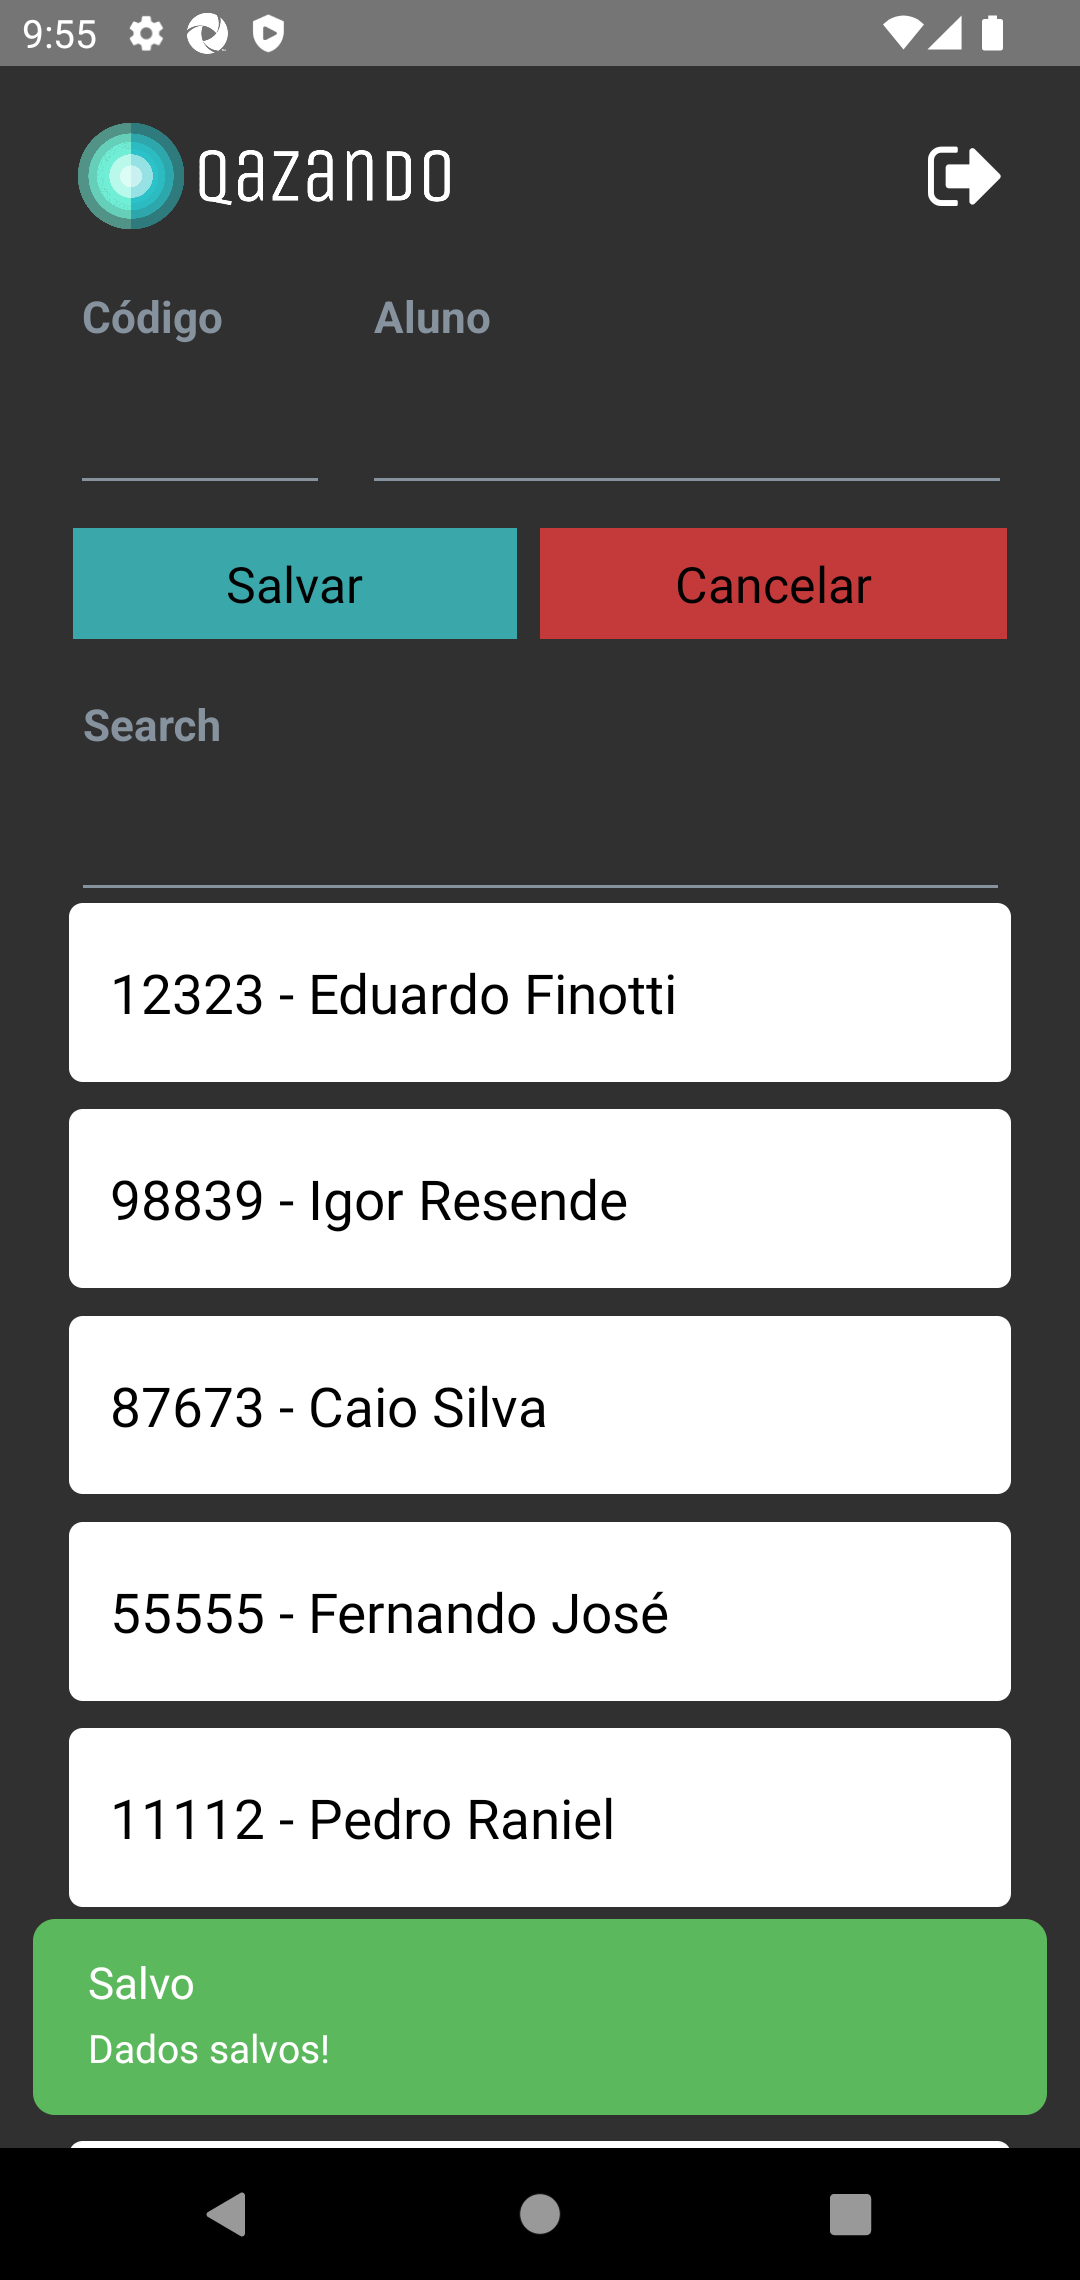 9:55
QAZANDO
Código
Aluno
Salvar
Cancelar
Search
12323 - Eduardo Finotti
98839 - Igor Resende
87673 - Caio Silva
55555 - Fernando José
11112 - Pedro Raniel
Salvo
Dados salvos!